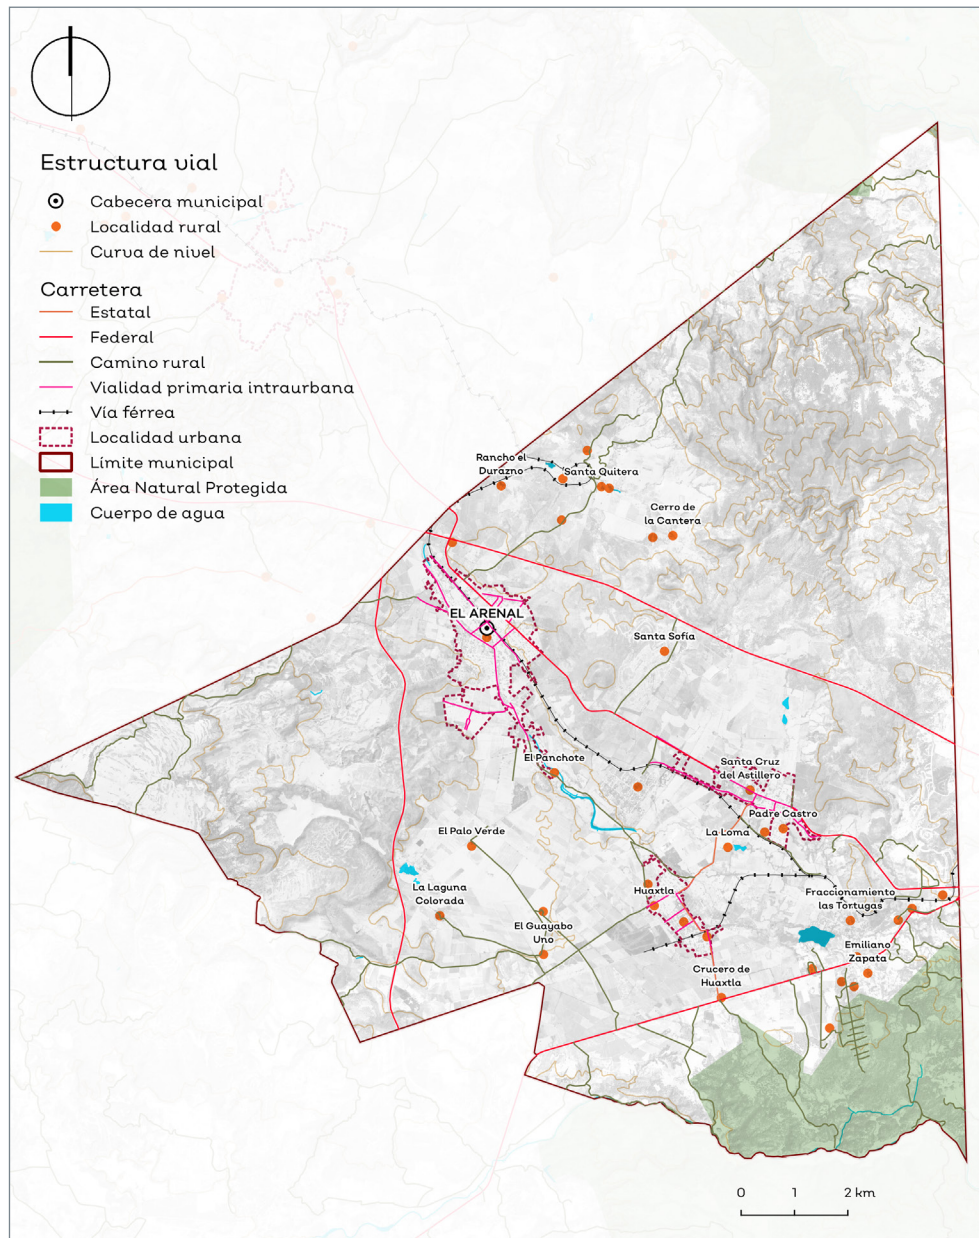 Estructura vial
Cabecera municipal
Localidad rural
Curva de nivel
Carretera
Estatal
Federal
Camino rural
Vialidad primaria intraurbana
Vía férrea
Localidad urbana
Límite municipal
Área Natural Protegida
Cuerpo de agua
Rancho el
Durazno
Santa Quitera
Cerro de
la Cantera
EL ARENAL
Santa Sofía
El Panchote
Santa Cruz
del Astillero
Padre Castro
La Loma
El Palo Verde
La Laguna
Colorada
Huaxtla
Fraccionamiento
las Tortugas
El Guayabo
Uno
Emiliano
Zapata
Crucero de
Huaxtla
0 1 2 km